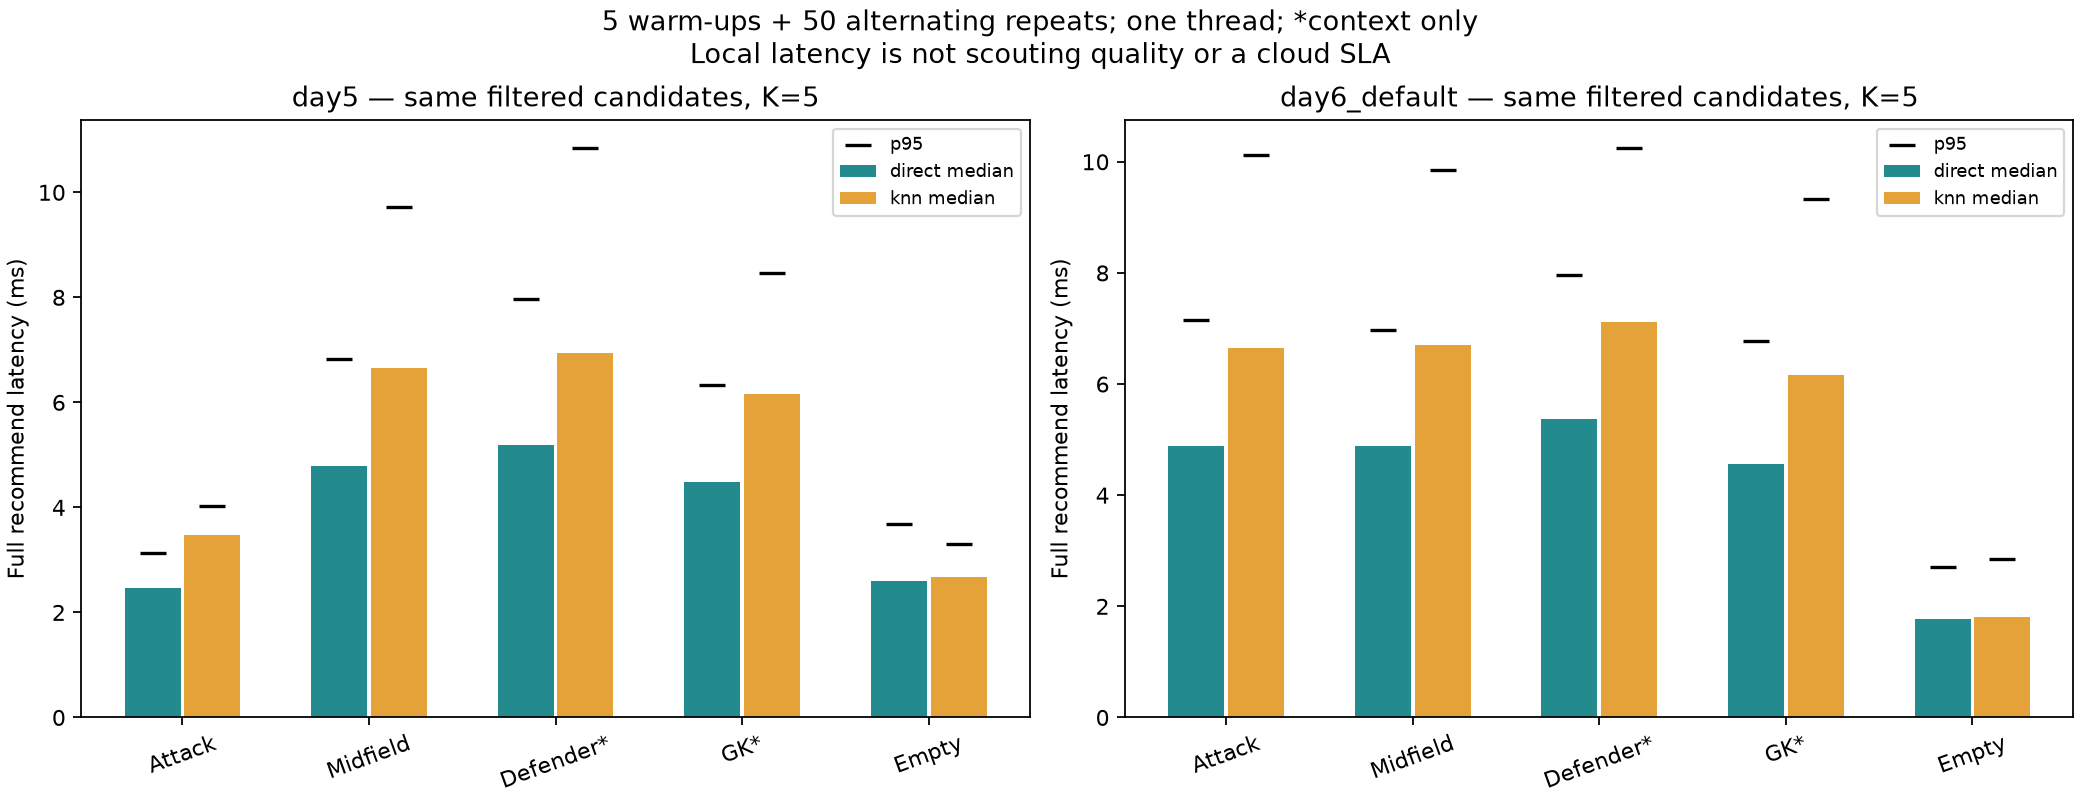 5 warm-ups + 50 alternating repeats; one thread; *context only
Local latency is not scouting quality or a cloud SLA
day5 — same filtered candidates, K=5
Full recommend latency (ms)
10
8
6
4
2
0
p95
direct median
knn median
Attack
Midfield
Defender*
GK*
Empty
day6_default — same filtered candidates, K=5
Full recommend latency (ms)
10
8
6
4
2
0
p95
direct median
knn median
Attack
Midfield
Defender*
GK*
Empty